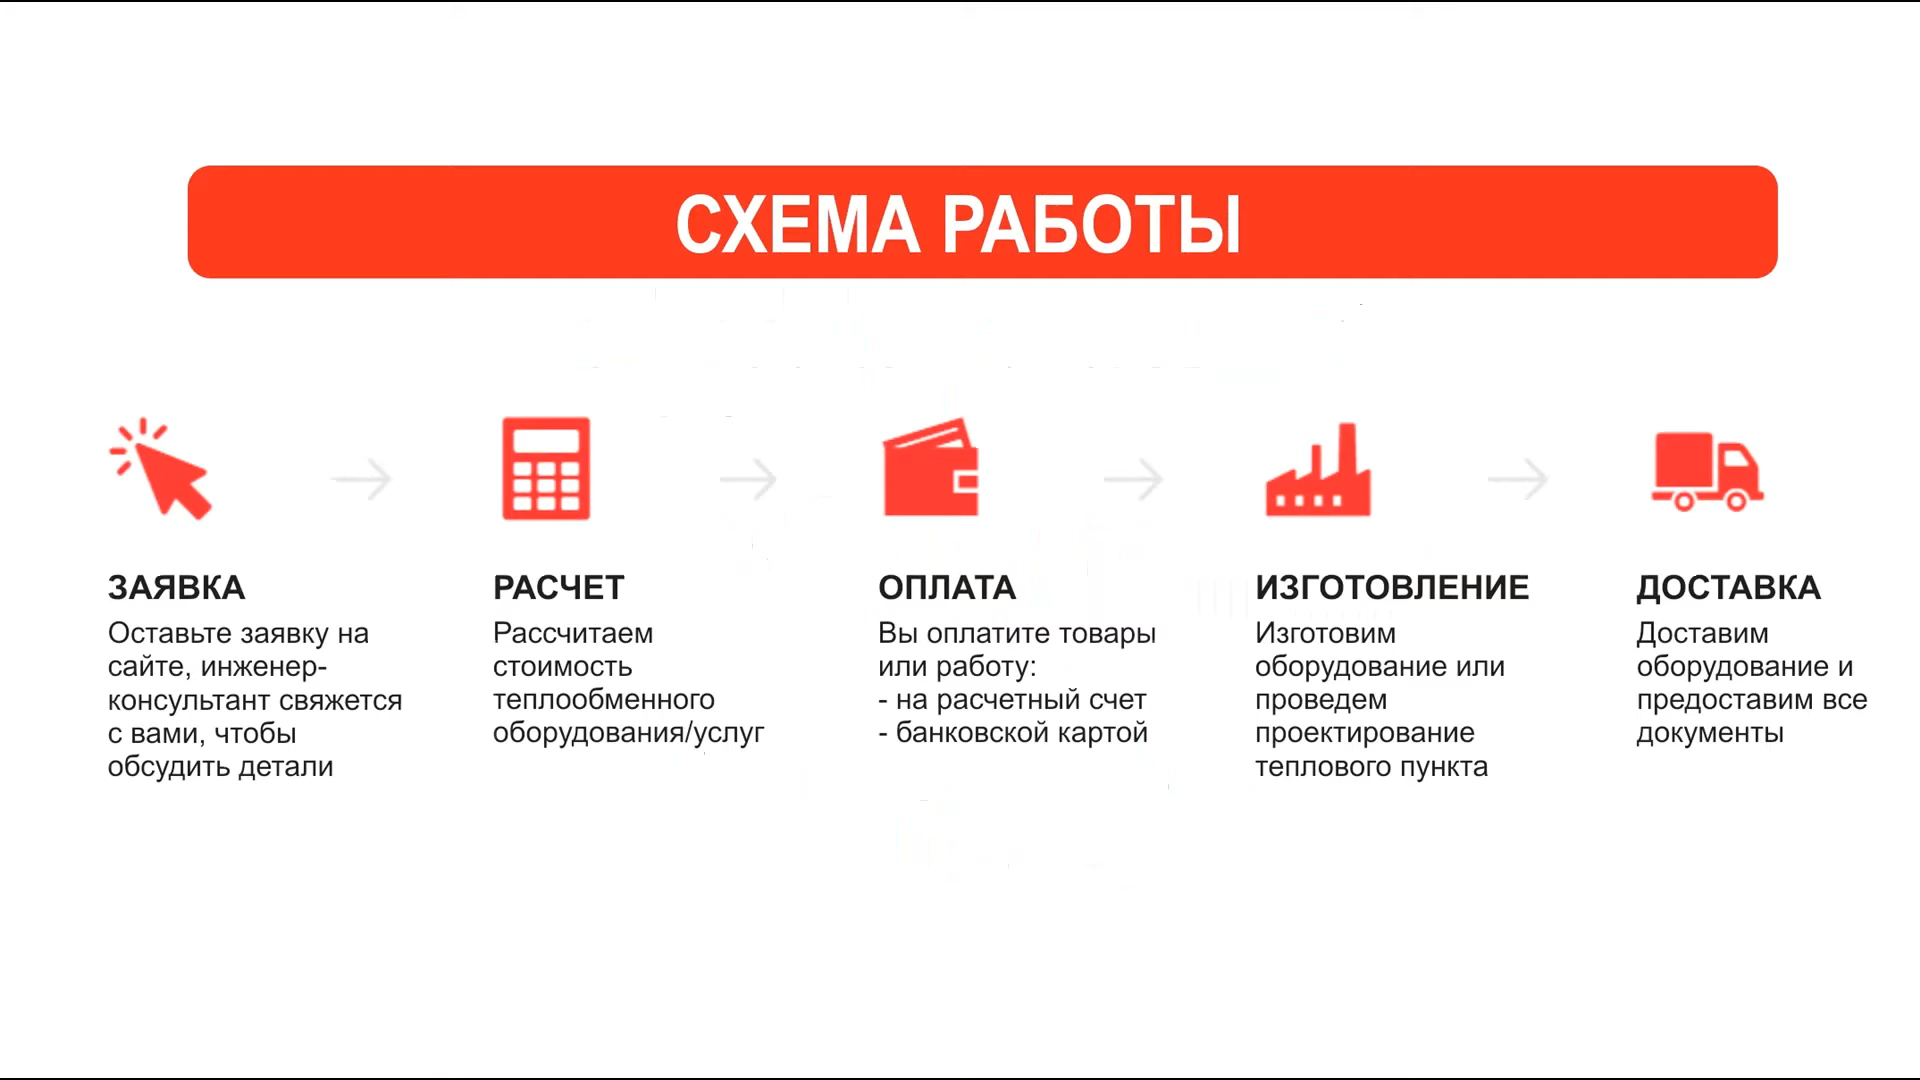 СХЕМА РАБОТЫ
ЗАЯВКА
Оставьте заявку на
сайте, инженер-
консультант свяжется
с вами, чтобы
обсудить детали
РАСЧЕТ
Рассчитаем
стоимость
теплообменного
оборудования/услуг
ОПЛАТА
Вы оплатите товары
или работу:
- на расчетный счет
- банковской картой
ИЗГОТОВЛЕНИЕ
Изготовим
оборудование или
проведем
проектирование
теплового пункта
ДОСТАВКА
Доставим
оборудование и
предоставим все
документы